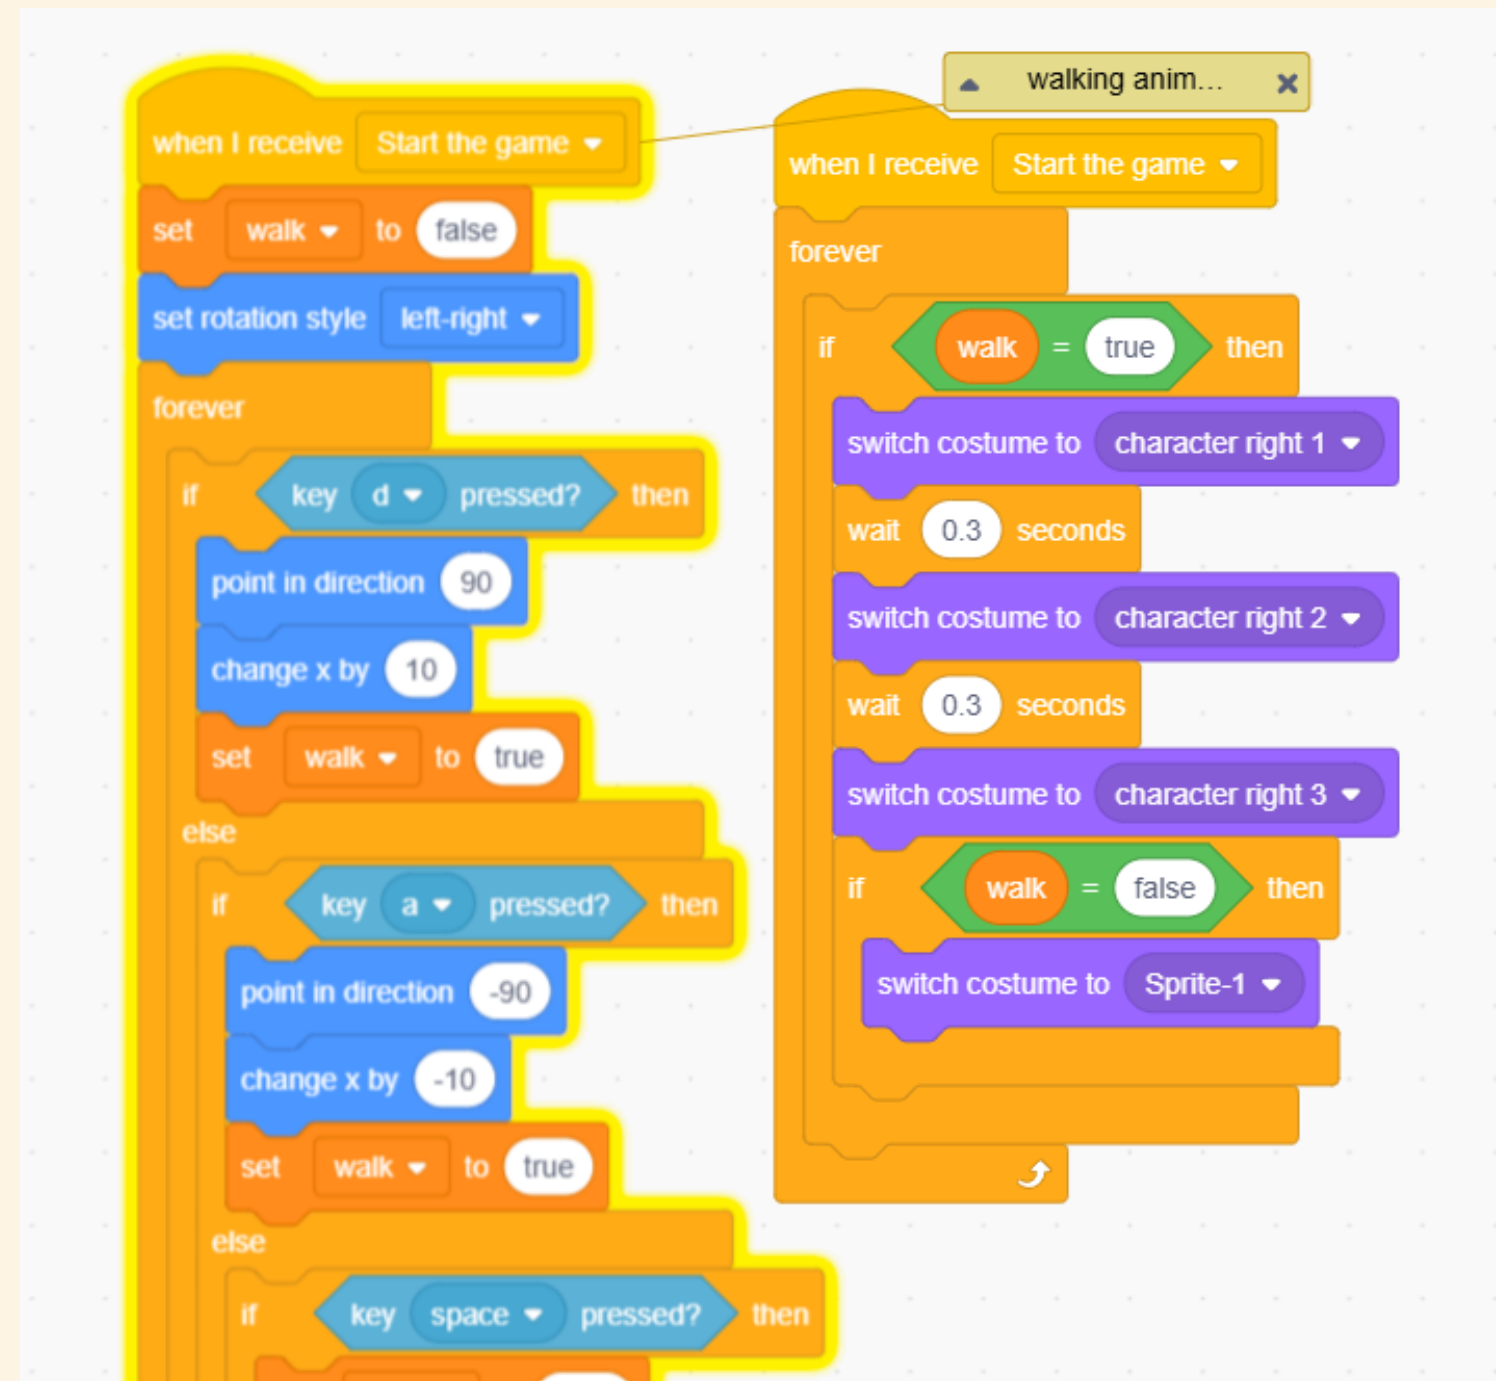 when I receive Start the game
set walk to false
set rotation style left-right
forever
if key d pressed? then
point in direction 90
change x by 10
set walk to true
else
if key a pressed? then
point in direction -90
change x by -10
set walk to true
else
if key space pressed? then
walking anim...
when I receive Start the game
forever
if walk = true then
switch costume to character right 1
wait 0.3 seconds
switch costume to character right 2
wait 0.3 seconds
switch costume to character right 3
if walk = false then
switch costume to Sprite-1